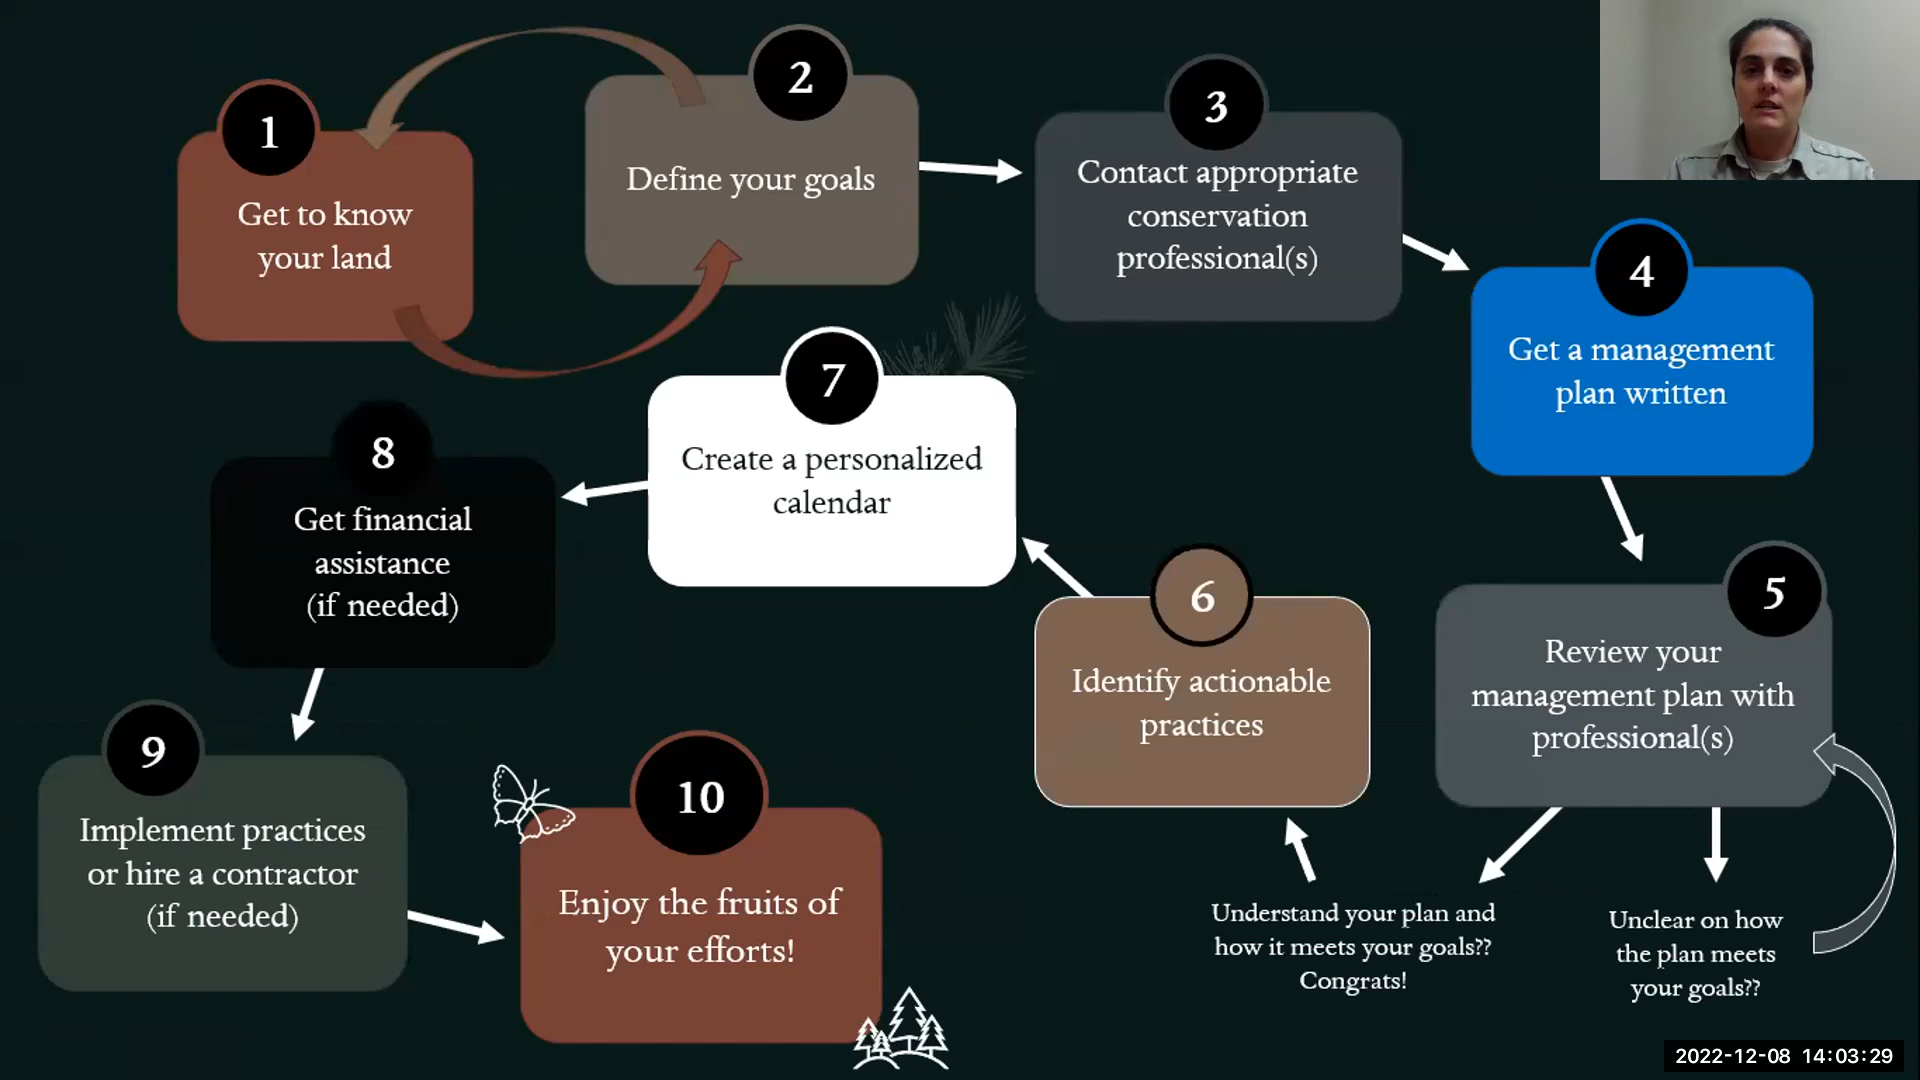 1
Get to know
your land
2
Define your goals
3
Contact appropriate
conservation
professional(s)
4
Get a management
plan written
5
Review your
management plan with
professional(s)
Understand your plan and
how it meets your goals??
Congrats!
Unclear on how
the plan meets
your goals??
6
Identify actionable
practices
7
Create a personalized
calendar
8
Get financial
assistance
(if needed)
9
Implement practices
or hire a contractor
(if needed)
10
Enjoy the fruits of
your efforts!
2022-12-08 14:03:29